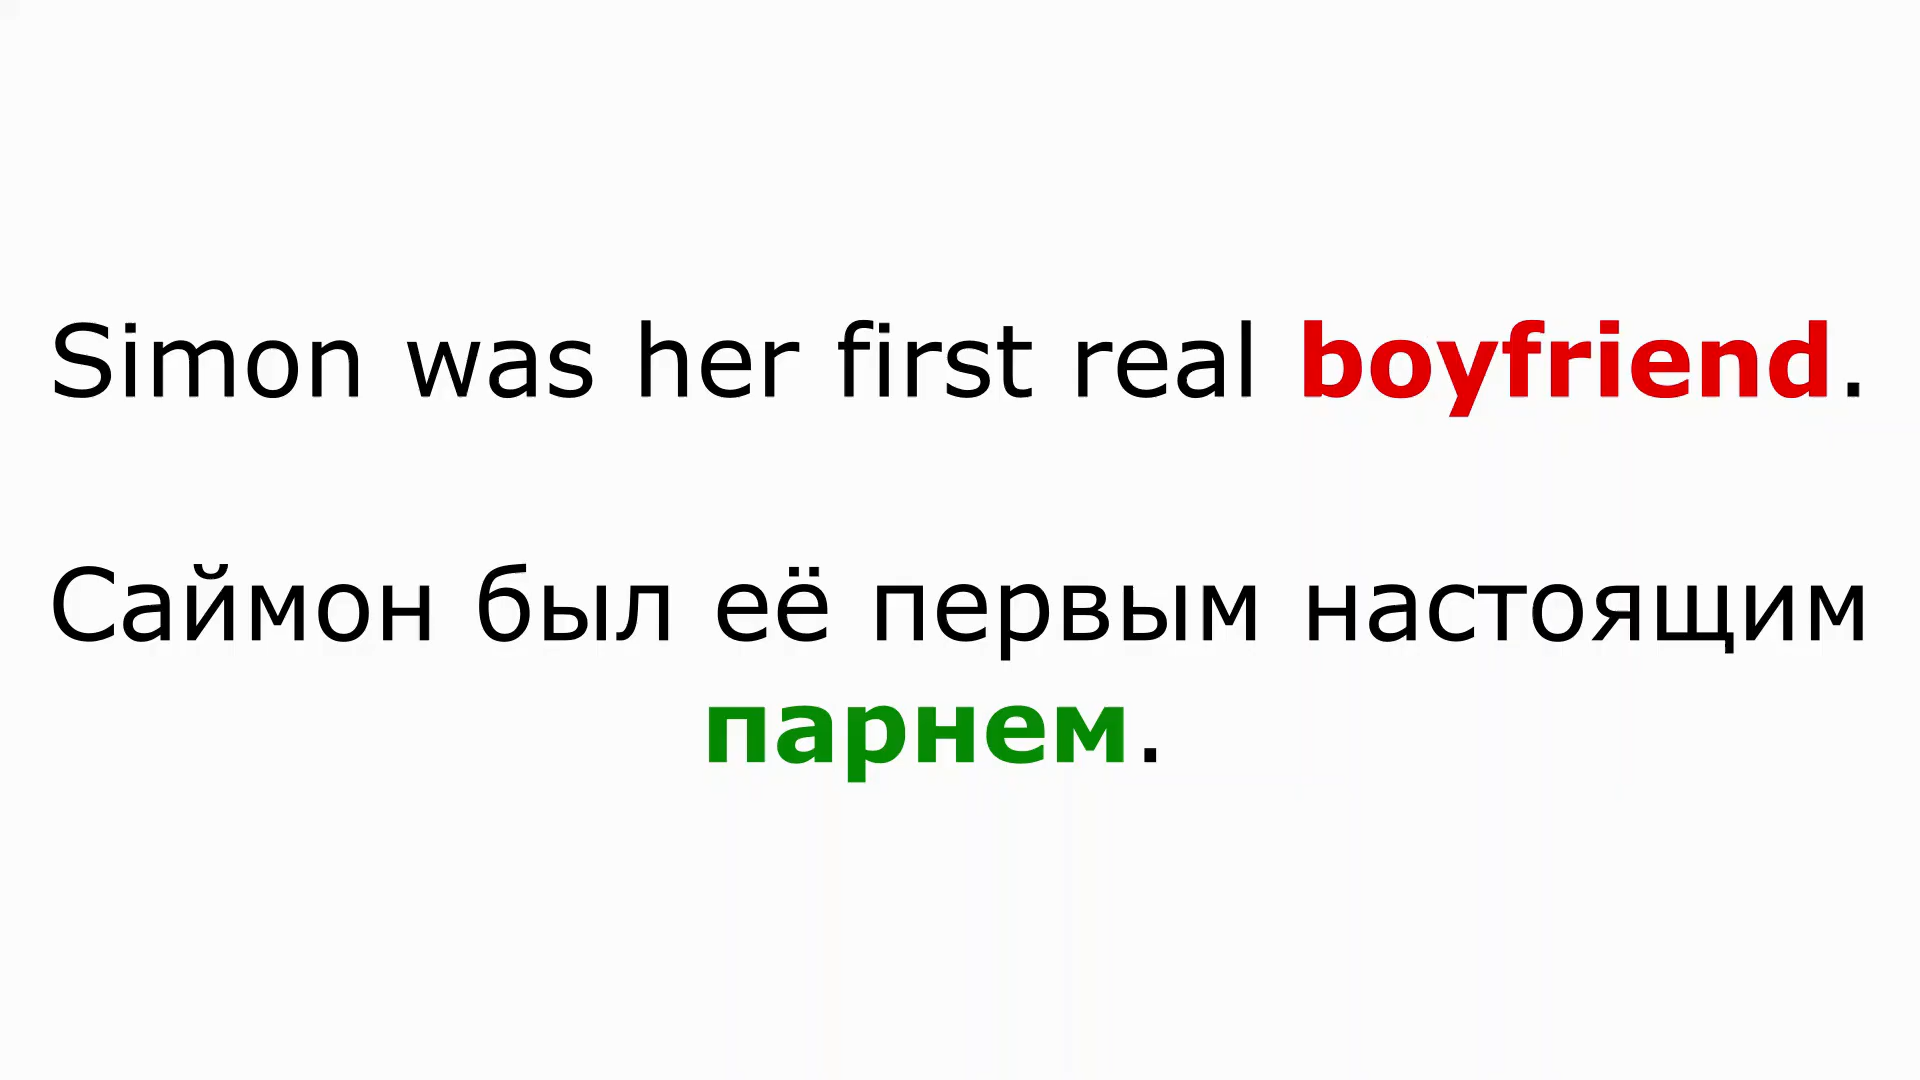 Simon was her first real boyfriend.
Саймон был её первым настоящим
парнем.